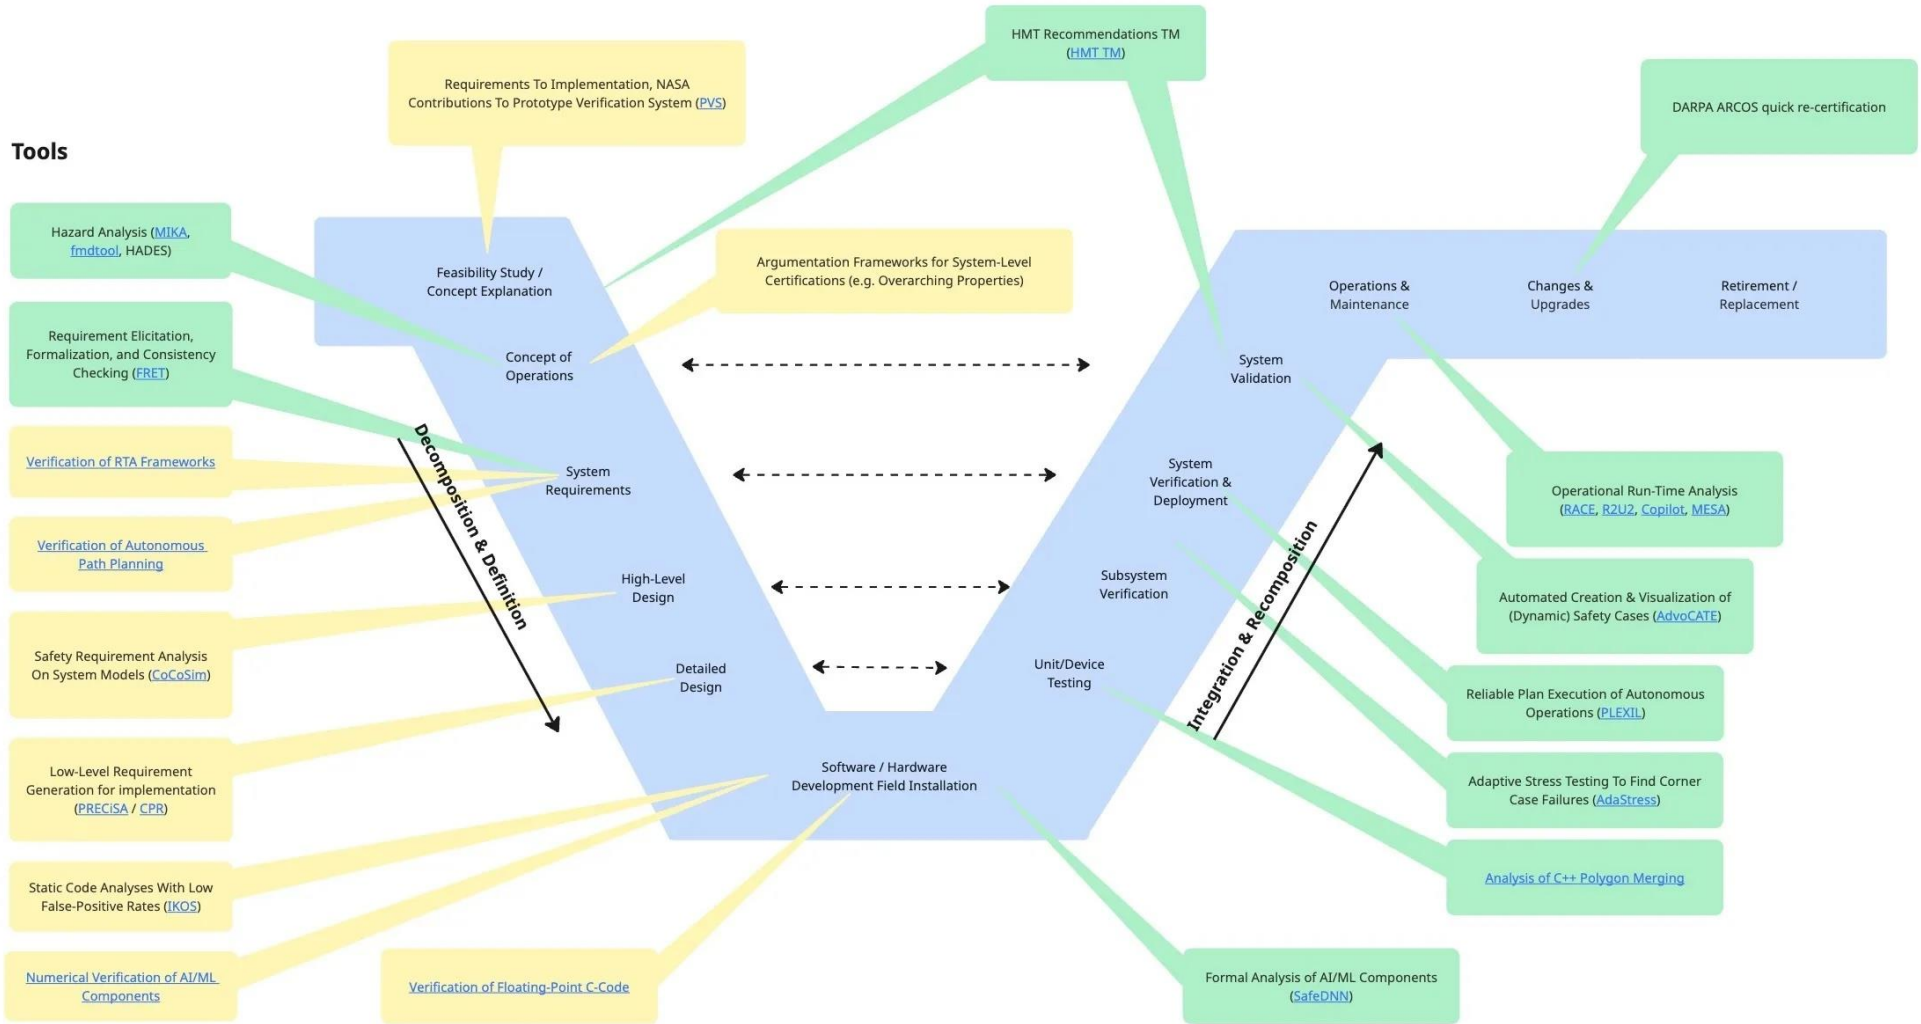 HMT Recommendations TM
(HMT TM)
Requirements To Implementation, NASA
Contributions To Prototype Verification System (PVS)
DARPA ARCOS quick re-certification
Tools
Hazard Analysis (MIKA,
fmdtool, HADES)
Feasibility Study /
Concept Explanation
Argumentation Frameworks for System-Level
Certifications (e.g. Overarching Properties)
Operations &
Maintenance
Changes &
Upgrades
Retirement /
Replacement
Requirement Elicitation,
Formalization, and Consistency
Checking (FRET)
Concept of
Operations
System
Validation
Verification of RTA Frameworks
Decomposition & Definition
System
Requirements
System
Verification &
Deployment
Operational Run-Time Analysis
(RACE, R2U2, Copilot, MESA)
Verification of Autonomous
Path Planning
High-Level
Design
Subsystem
Verification
Integration & Recomposition
Automated Creation & Visualization of
(Dynamic) Safety Cases (AdvoCATE)
Safety Requirement Analysis
On System Models (CoCoSim)
Detailed
Design
Unit/Device
Testing
Reliable Plan Execution of Autonomous
Operations (PLEXIL)
Low-Level Requirement
Generation for implementation
(PRECiSA / CPR)
Software / Hardware
Development Field Installation
Adaptive Stress Testing To Find Corner
Case Failures (AdaStress)
Static Code Analyses With Low
False-Positive Rates (IKOS)
Analysis of C++ Polygon Merging
Numerical Verification of AI/ML
Components
Verification of Floating-Point C-Code
Formal Analysis of AI/ML Components
(SafeDNN)